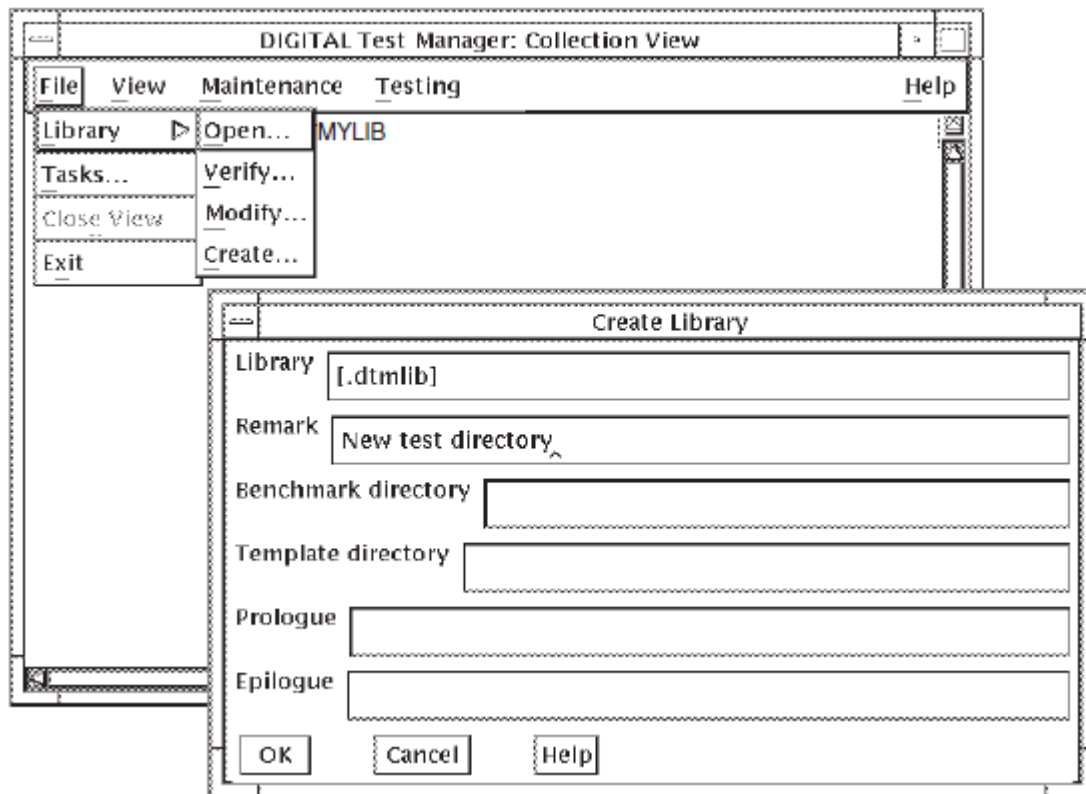 DIGITAL Test Manager: Collection View
File View Maintenance Testing Help
Library Open... MYLIB
Tasks... Verify...
Close View Modify...
Exit Create...
Create Library
Library [.dtmlib]
Remark New test directory
Benchmark directory
Template directory
Prologue
Epilogue
OK Cancel Help